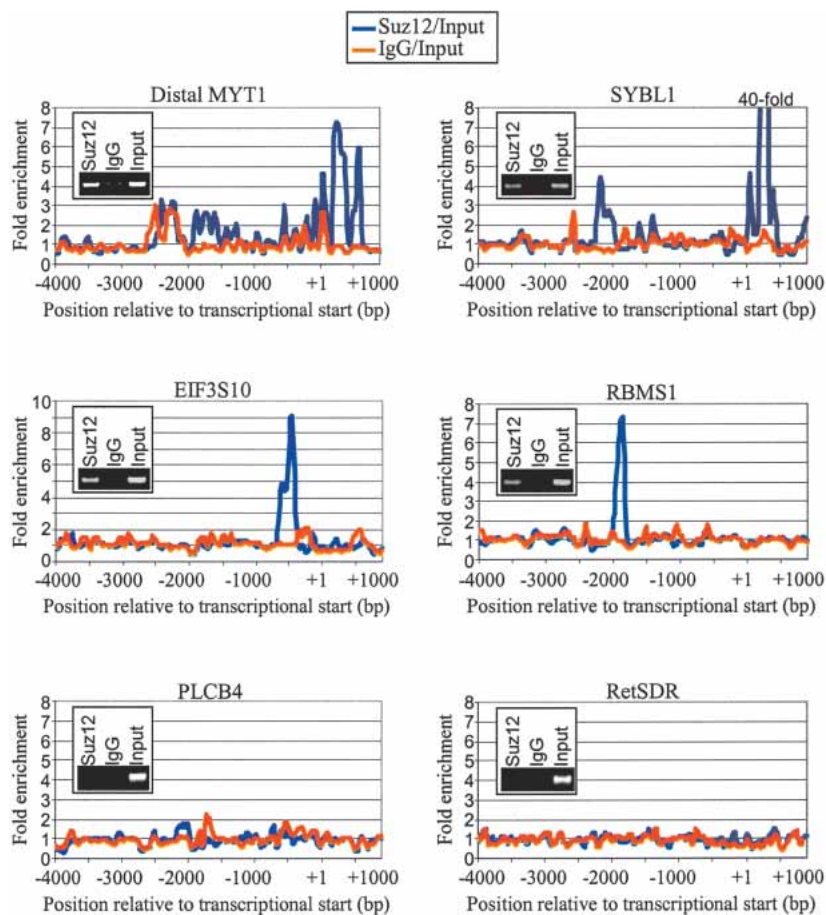 Suz12/Input
IgG/Input
Distal MYT1
Fold enrichment
8
7
6
5
4
3
2
1
0
Suz12
IgG
Input
-4000 -3000 -2000 -1000 +1 +1000
Position relative to transcriptional start (bp)
SYBL1
40-fold
Fold enrichment
8
7
6
5
4
3
2
1
0
Suz12
IgG
Input
-4000 -3000 -2000 -1000 +1 +1000
Position relative to transcriptional start (bp)
EIF3S10
Fold enrichment
10
8
6
4
2
0
Suz12
IgG
Input
-4000 -3000 -2000 -1000 +1 +1000
Position relative to transcriptional start (bp)
RBMS1
Fold enrichment
8
7
6
5
4
3
2
1
0
Suz12
IgG
Input
-4000 -3000 -2000 -1000 +1 +1000
Position relative to transcriptional start (bp)
PLCB4
Fold enrichment
8
7
6
5
4
3
2
1
0
Suz12
IgG
Input
-4000 -3000 -2000 -1000 +1 +1000
Position relative to transcriptional start (bp)
RetSDR
Fold enrichment
8
7
6
5
4
3
2
1
0
Suz12
IgG
Input
-4000 -3000 -2000 -1000 +1 +1000
Position relative to transcriptional start (bp)